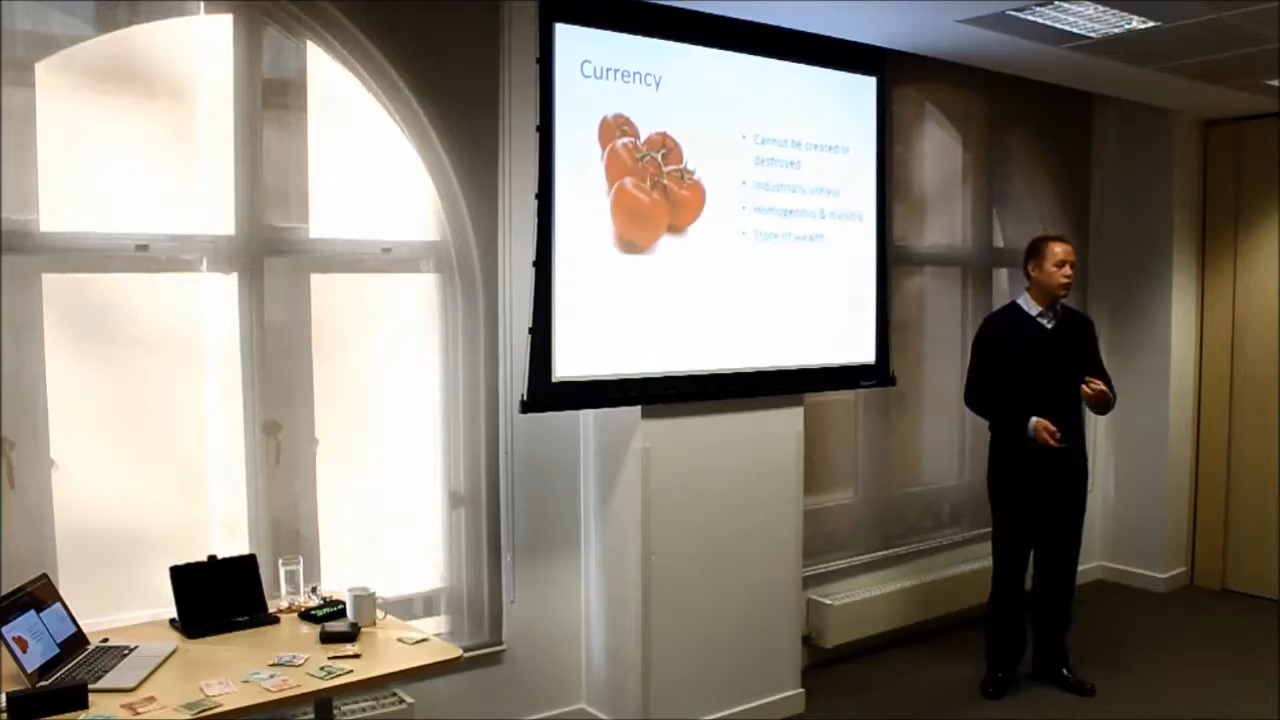 Currency
• Cannot be created or
destroyed
• Industrially useless
• Homogenous & divisible
• Store of wealth